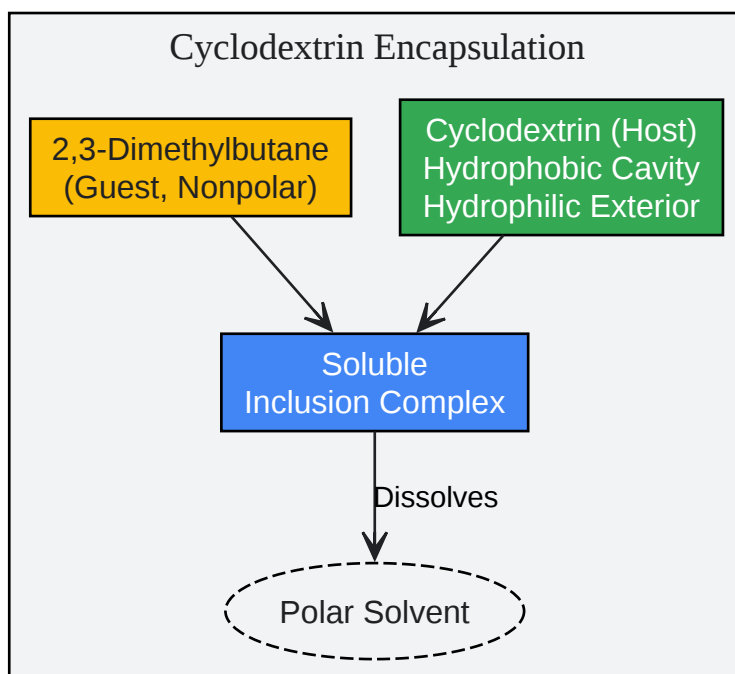 Cyclodextrin Encapsulation
2,3-Dimethylbutane
(Guest, Nonpolar)
Cyclodextrin (Host)
Hydrophobic Cavity
Hydrophilic Exterior
Soluble
Inclusion Complex
Dissolves
Polar Solvent